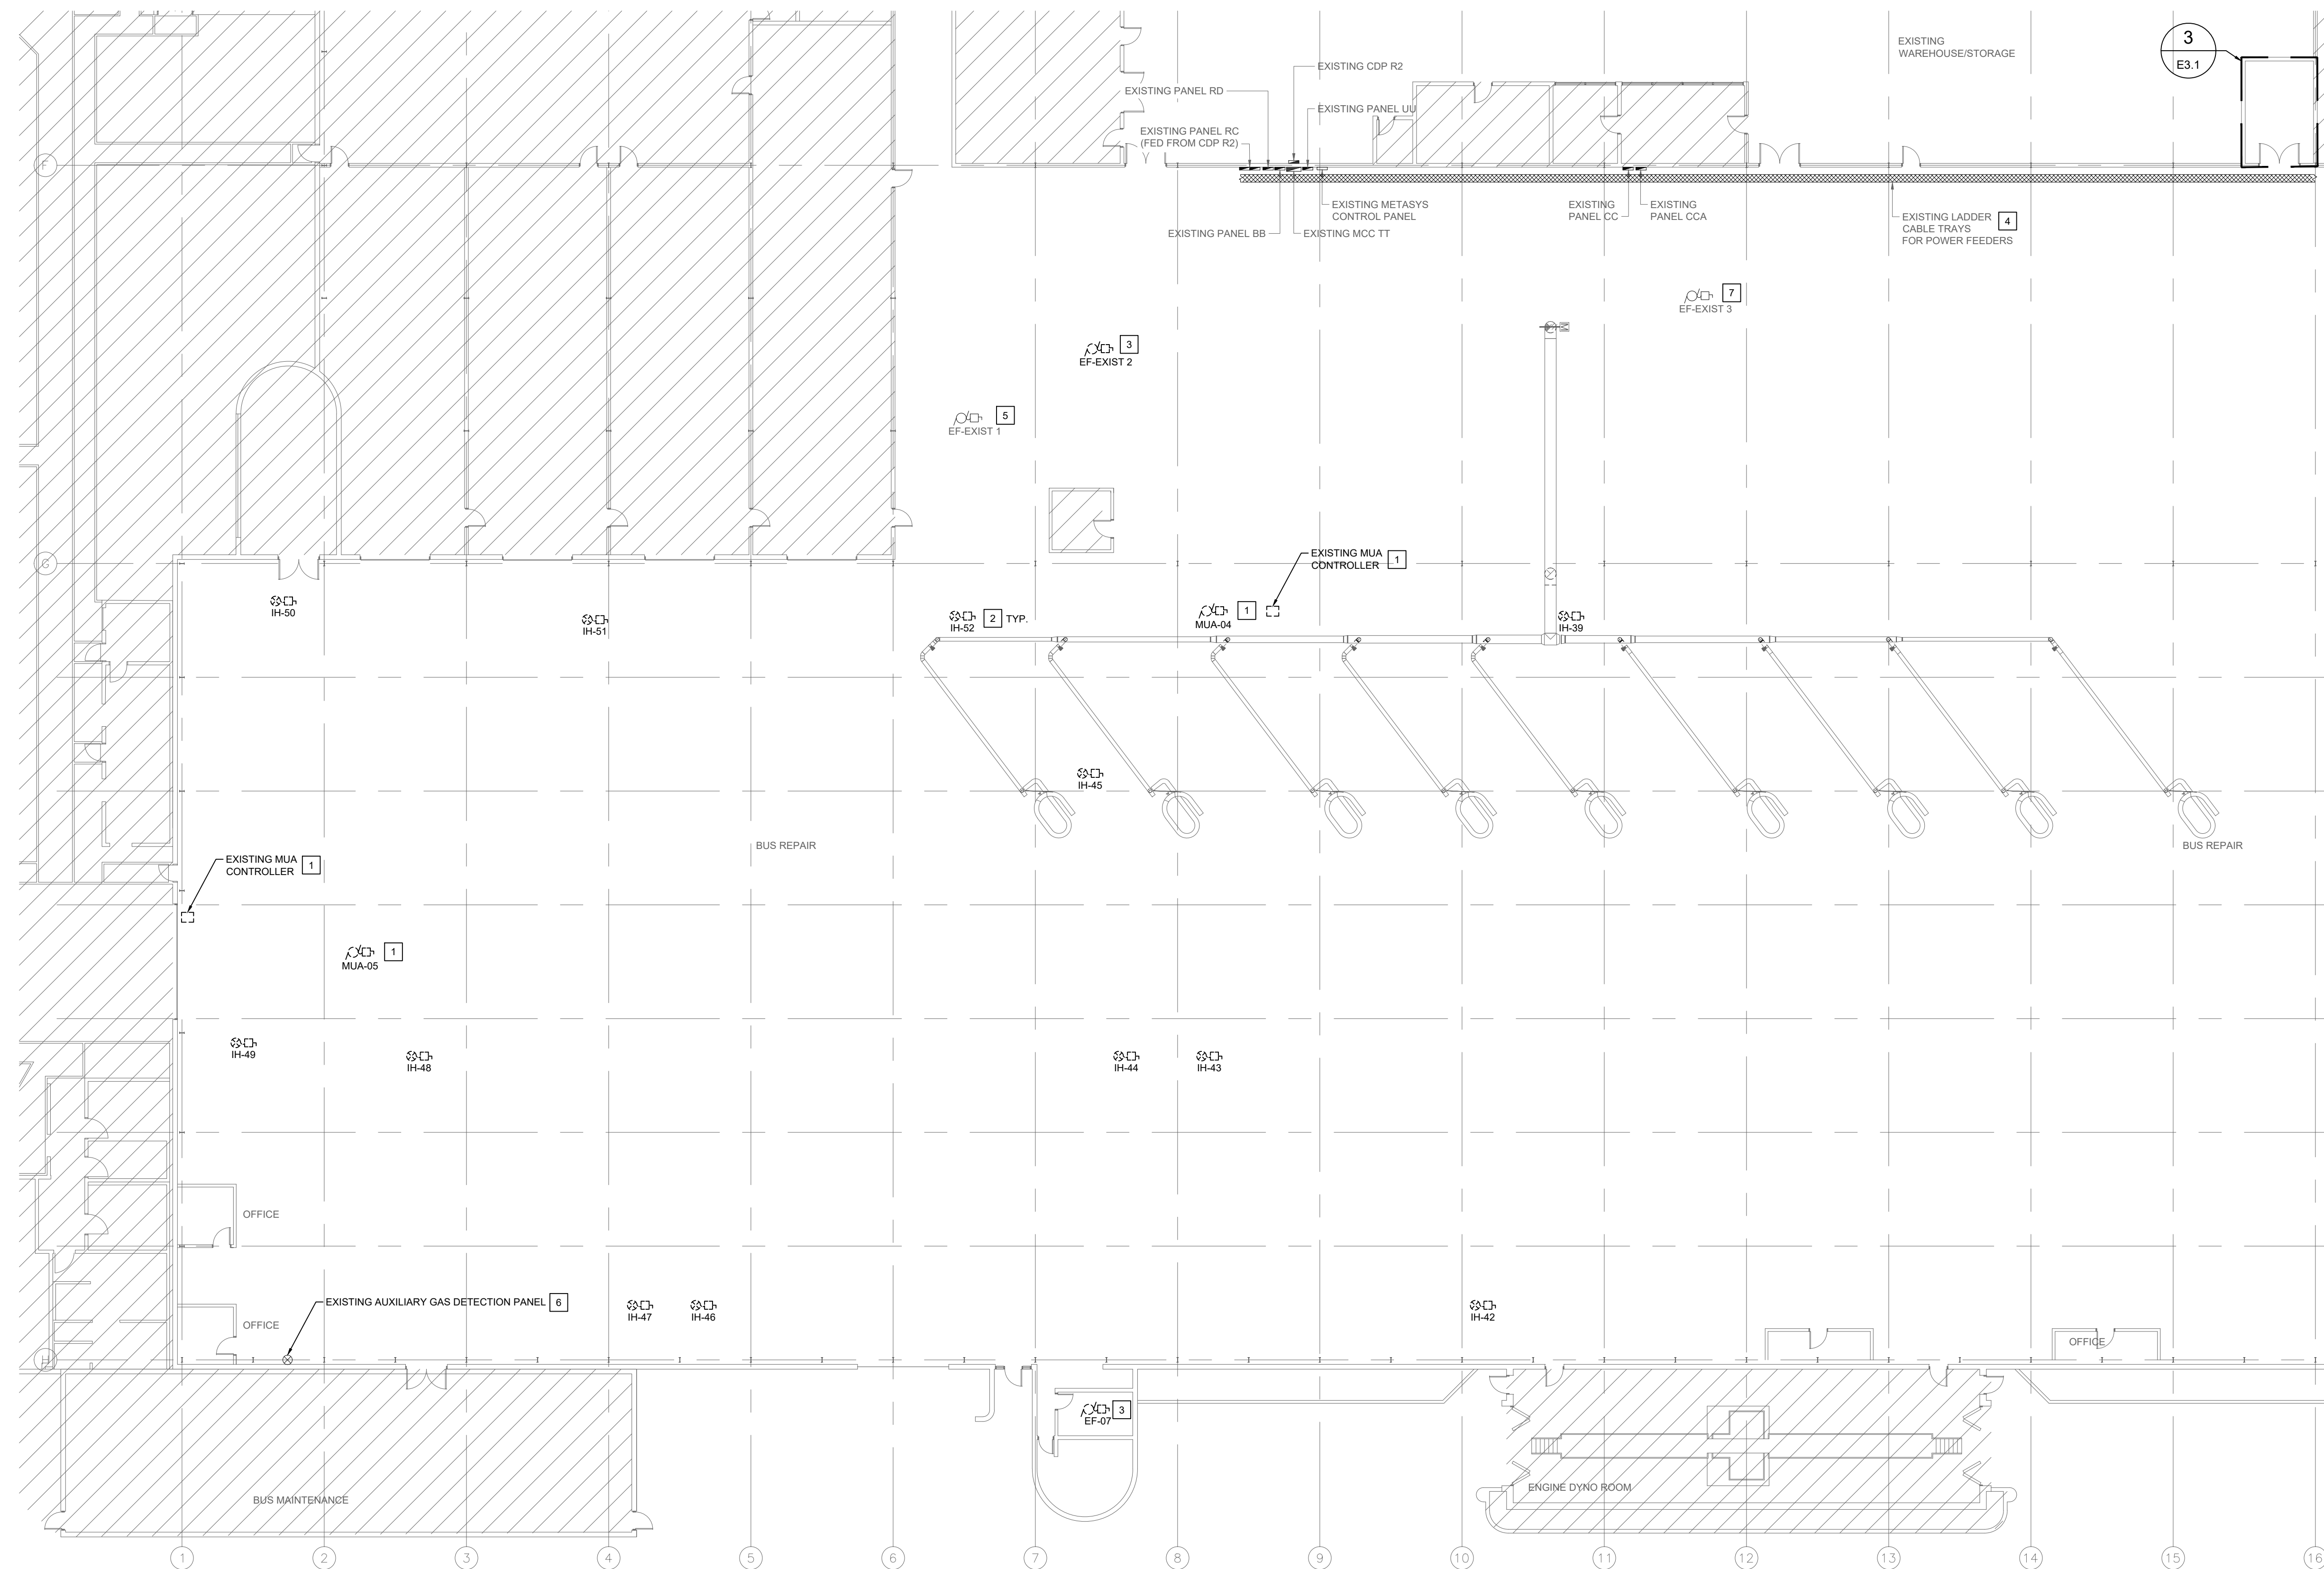 EXISTING
WAREHOUSE/STORAGE
3
E3.1
EXISTING CDP R2
EXISTING PANEL RD
EXISTING PANEL UU
EXISTING PANEL RC
(FED FROM CDP R2)
F
EXISTING METASYS
CONTROL PANEL
EXISTING PANEL BB
EXISTING MCC TT
EXISTING
PANEL CC
EXISTING
PANEL CCA
EXISTING LADDER
CABLE TRAYS
FOR POWER FEEDERS
4
7
EF-EXIST 3
3
EF-EXIST 2
5
EF-EXIST 1
G
EXISTING MUA
CONTROLLER
1
IH-50
IH-51
IH-52
2 TYP.
MUA-04
1
IH-39
IH-45
BUS REPAIR
BUS REPAIR
EXISTING MUA
CONTROLLER
1
MUA-05
1
IH-49
IH-48
IH-44
IH-43
OFFICE
EXISTING AUXILIARY GAS DETECTION PANEL
6
OFFICE
IH-47
IH-46
IH-42
OFFICE
H
3
EF-07
BUS MAINTENANCE
ENGINE DYNO ROOM
1
2
3
4
5
6
7
8
9
10
11
12
13
14
15
16